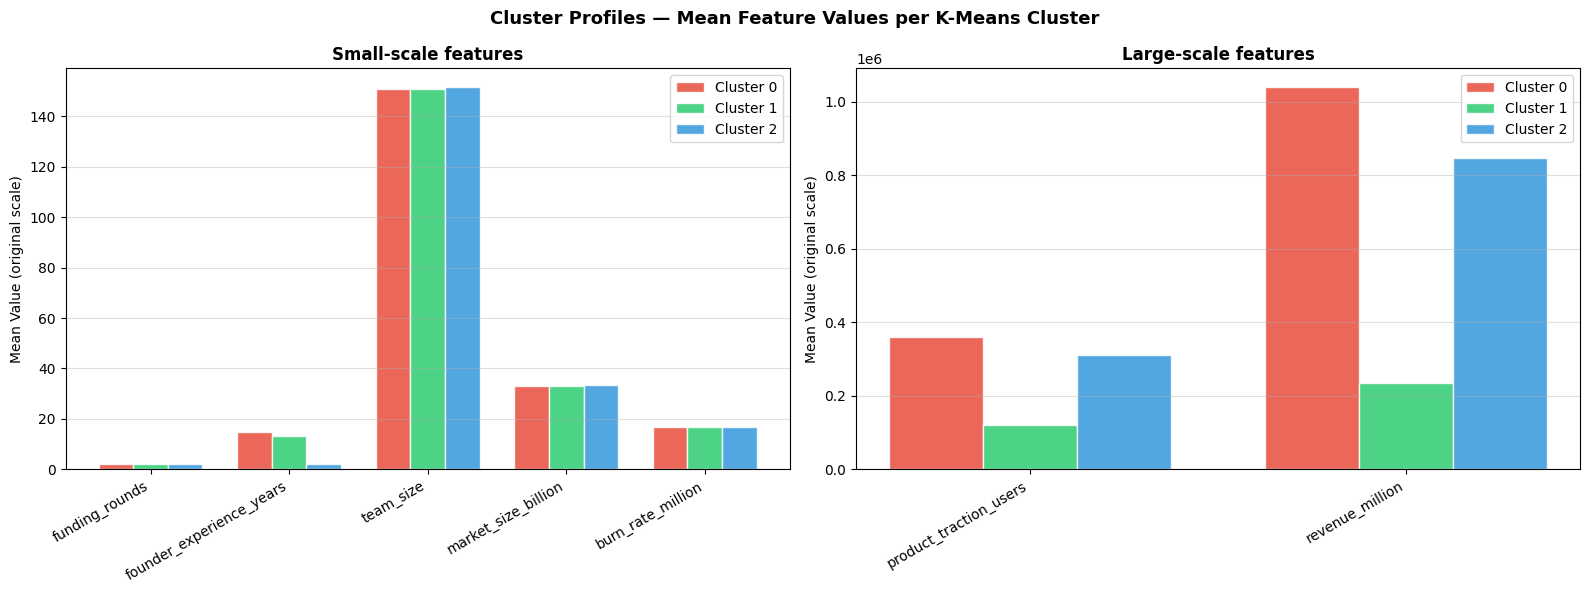 Cluster Profiles — Mean Feature Values per K-Means Cluster
Small-scale features
Mean Value (original scale)
140
120
100
80
60
40
20
0
Cluster 0
Cluster 1
Cluster 2
funding_rounds
founder_experience_years
team_size
market_size_billion
burn_rate_million
Large-scale features
1e6
Mean Value (original scale)
1.0
0.8
0.6
0.4
0.2
0.0
Cluster 0
Cluster 1
Cluster 2
product_traction_users
revenue_million